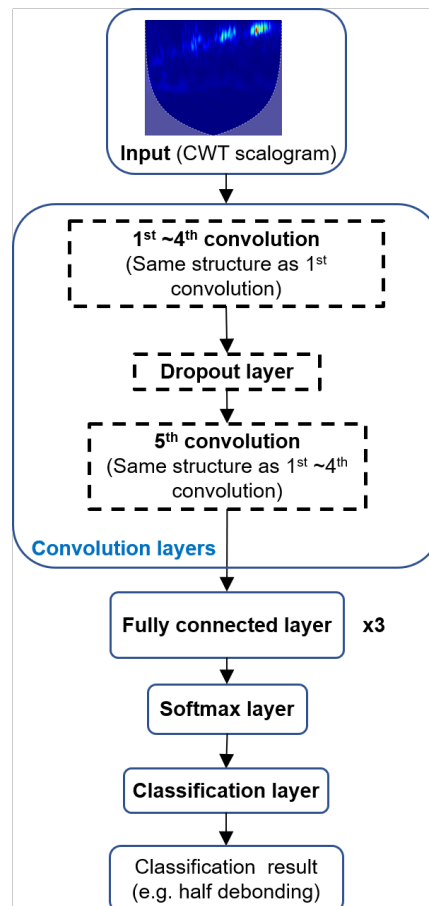 Input (CWT scalogram)
1st ~4th convolution
(Same structure as 1st
convolution)
Dropout layer
5th convolution
(Same structure as 1st ~4th
convolution)
Convolution layers
Fully connected layer x3
Softmax layer
Classification layer
Classification result
(e.g. half debonding)